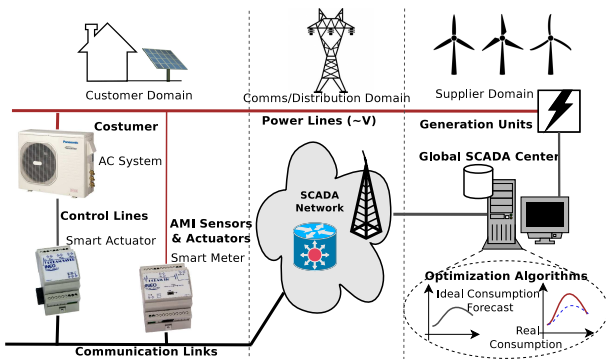 Customer Domain
Comms/Distribution Domain
Supplier Domain
Costumer
Power Lines (~V)
Generation Units
AC System
Global SCADA Center
SCADA
Network
Control Lines
AMI Sensors
& Actuators
Smart Actuator
Smart Meter
Optimization Algorithms
Ideal Consumption
Forecast
Real
Consumption
Communication Links